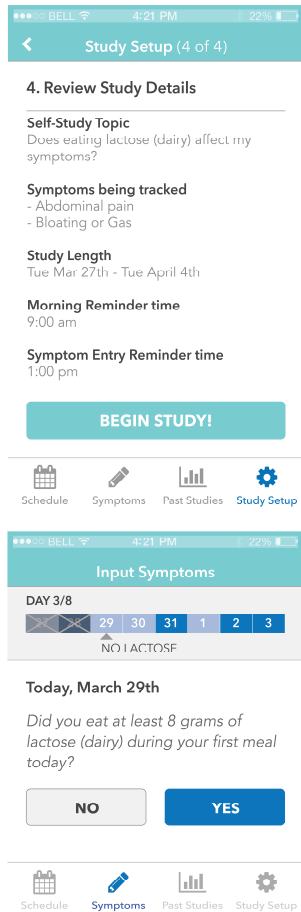 BELL 4:21 PM 22%
Study Setup (4 of 4)
4. Review Study Details
Self-Study Topic
Does eating lactose (dairy) affect my
symptoms?
Symptoms being tracked
- Abdominal pain
- Bloating or Gas
Study Length
Tue Mar 27th - Tue April 4th
Morning Reminder time
9:00 am
Symptom Entry Reminder time
1:00 pm
BEGIN STUDY!
Schedule Symptoms Past Studies Study Setup
BELL 4:21 PM 22%
Input Symptoms
DAY 3/8
27 28 29 30 31 1 2 3
NO LACTOSE
Today, March 29th
Did you eat at least 8 grams of
lactose (dairy) during your first meal
today?
NO YES
Schedule Symptoms Past Studies Study Setup